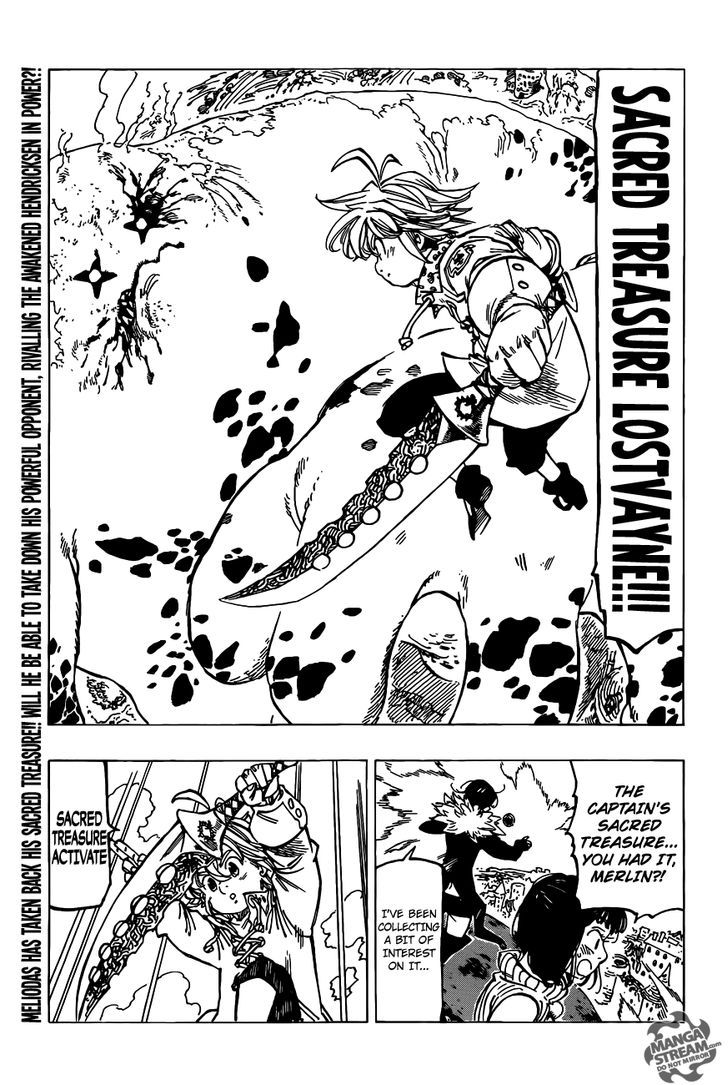 MELIODAS HAS TAKEN BACK HIS SACRED TREASURE?! WILL HE BE ABLE TO TAKE DOWN HIS POWERFUL OPPONENT, RIVALLING THE AWAKENED HENDRICKSEN IN POWER?!
SACRED TREASURE LOSTVAYNE!!!
THE
CAPTAIN'S
SACRED
TREASURE...
YOU HAD IT,
MERLIN?!
I'VE BEEN
COLLECTING
A BIT OF
INTEREST
ON IT...
SACRED
TREASURE
ACTIVATE
MANGA
STREAM.com
DO NOT MIRROR